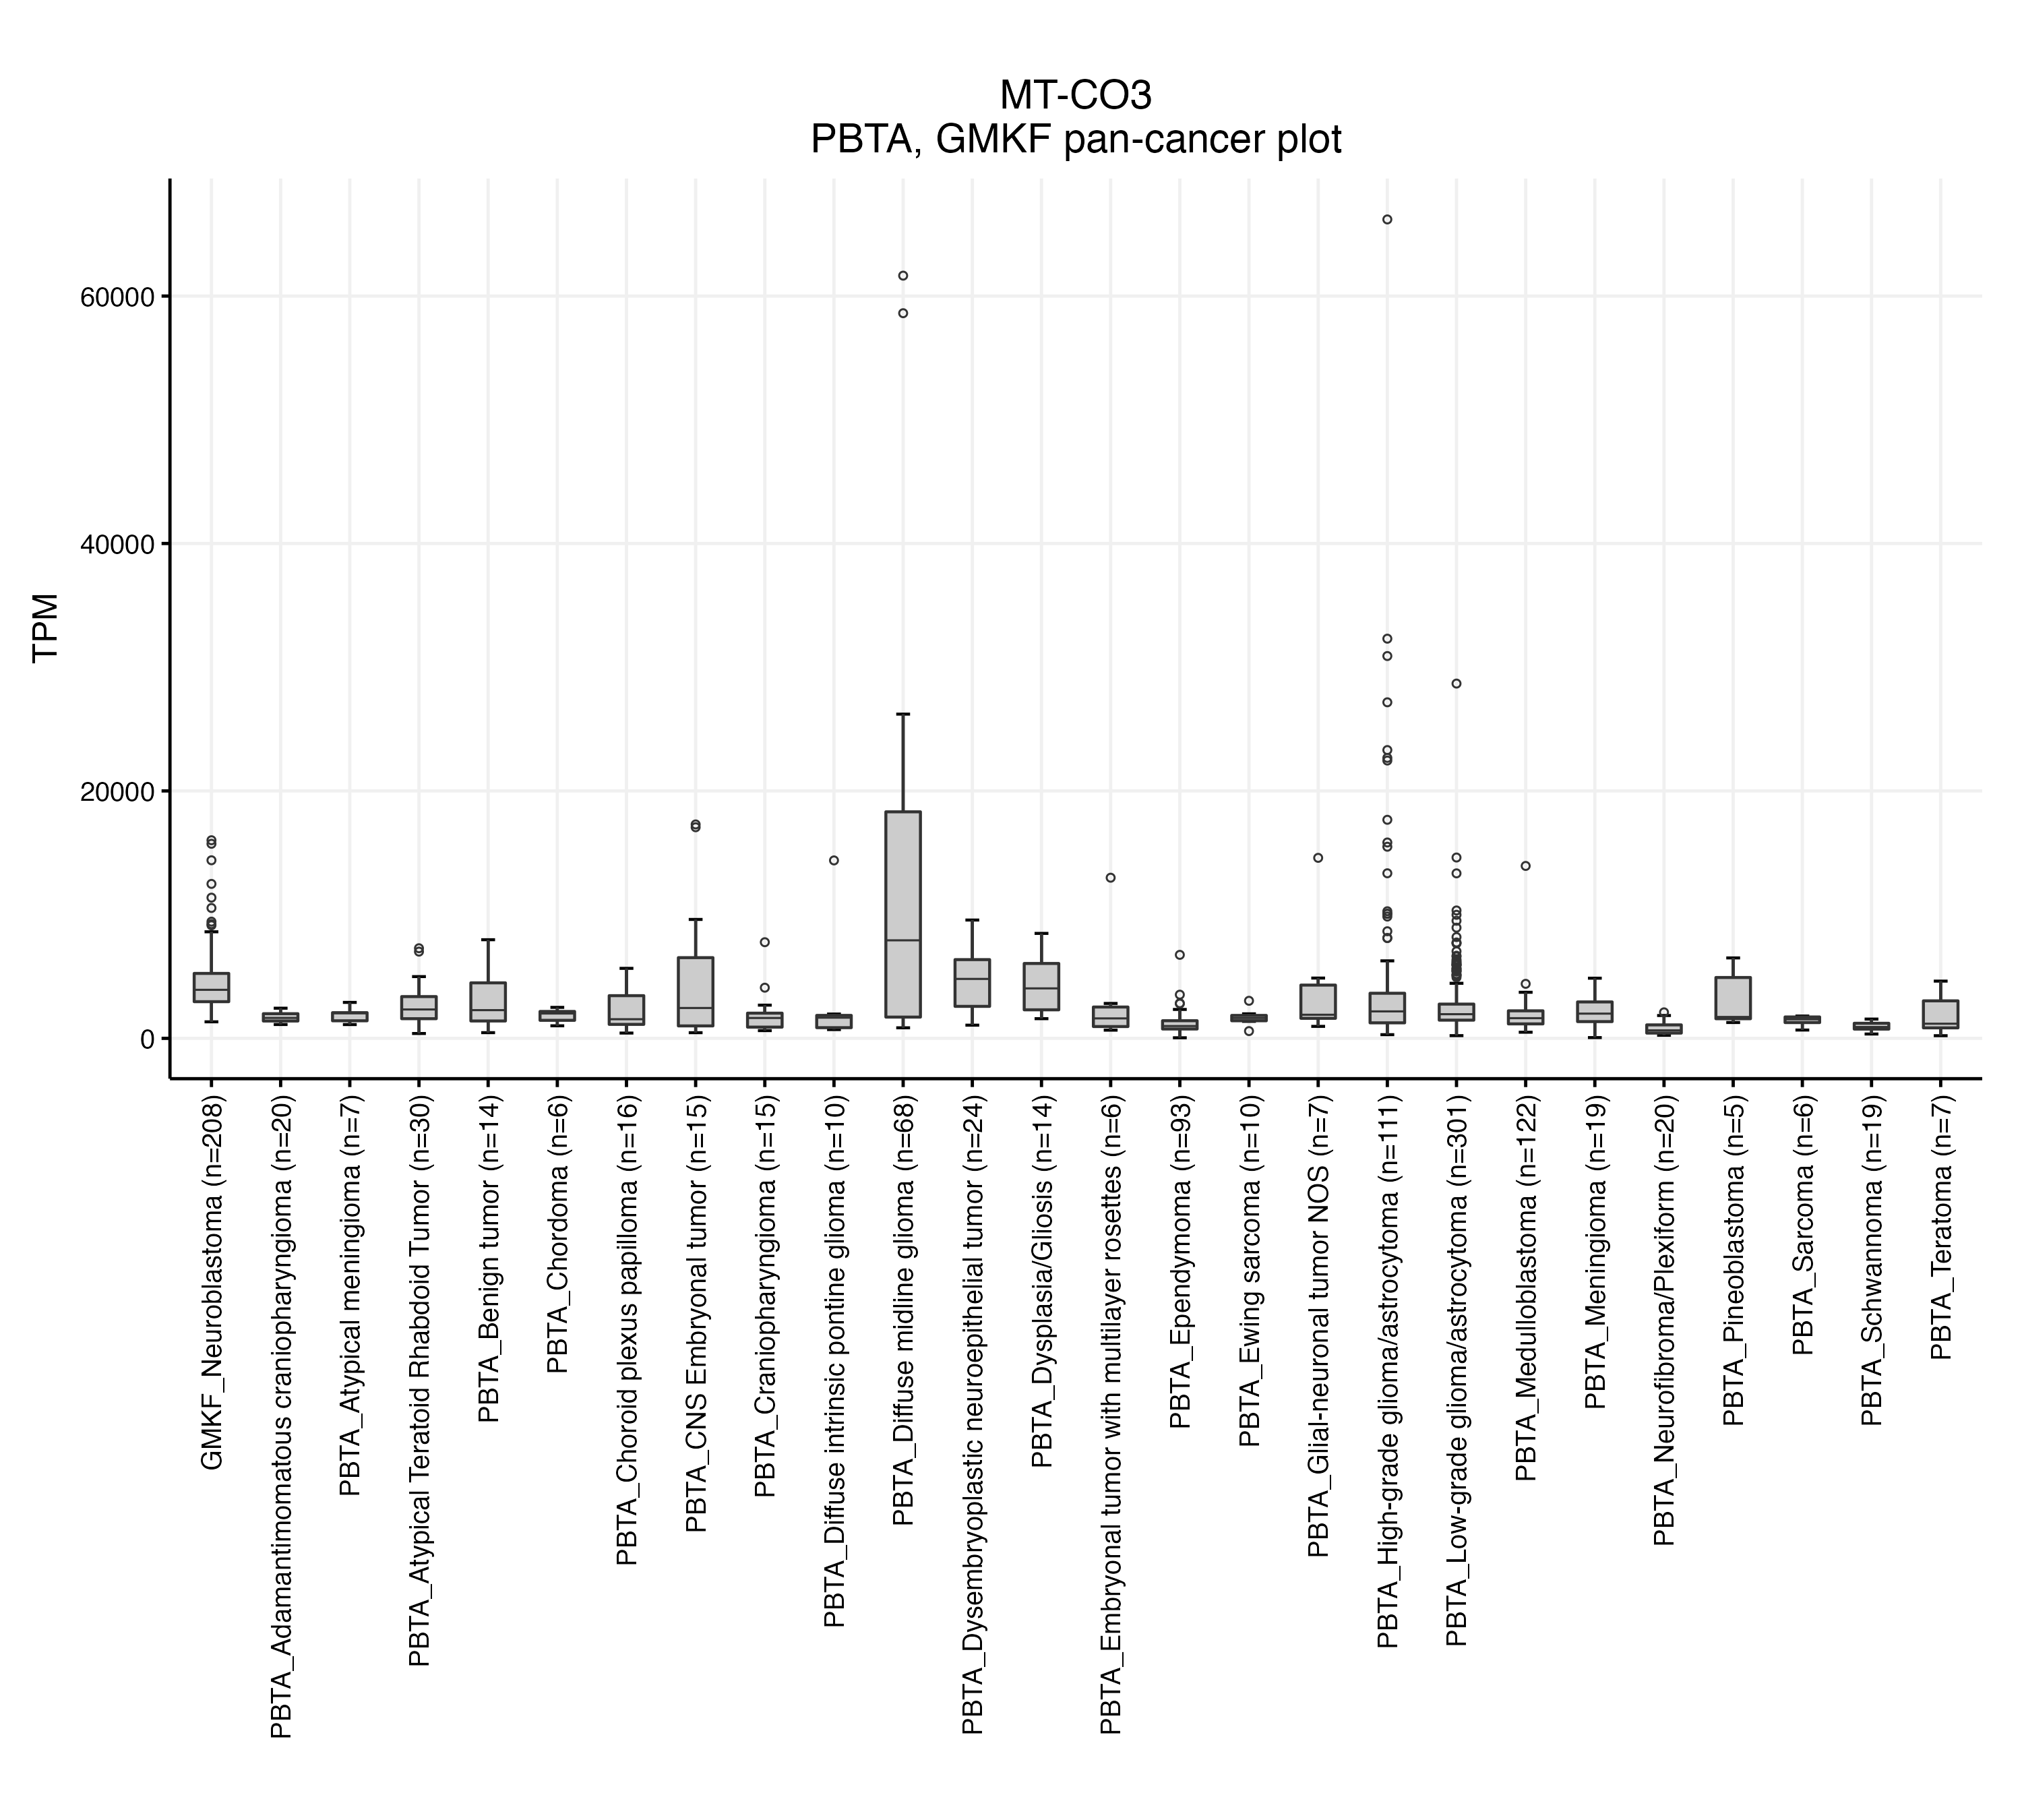 MT-CO3
PBTA, GMKF pan-cancer plot
TPM
60000
40000
20000
0
GMKF_Neuroblastoma (n=208)
PBTA_Adamantimomatous craniopharyngioma (n=20)
PBTA_Atypical meningioma (n=7)
PBTA_Atypical Teratoid Rhabdoid Tumor (n=30)
PBTA_Benign tumor (n=14)
PBTA_Chordoma (n=6)
PBTA_Choroid plexus papilloma (n=16)
PBTA_CNS Embryonal tumor (n=15)
PBTA_Craniopharyngioma (n=15)
PBTA_Diffuse intrinsic pontine glioma (n=10)
PBTA_Diffuse midline glioma (n=68)
PBTA_Dysembryoplastic neuroepithelial tumor (n=24)
PBTA_Dysplasia/Gliosis (n=14)
PBTA_Embryonal tumor with multilayer rosettes (n=6)
PBTA_Ependymoma (n=93)
PBTA_Ewing sarcoma (n=10)
PBTA_Glial-neuronal tumor NOS (n=7)
PBTA_High-grade glioma/astrocytoma (n=111)
PBTA_Low-grade glioma/astrocytoma (n=301)
PBTA_Medulloblastoma (n=122)
PBTA_Meningioma (n=19)
PBTA_Neurofibroma/Plexiform (n=20)
PBTA_Pineoblastoma (n=5)
PBTA_Sarcoma (n=6)
PBTA_Schwannoma (n=19)
PBTA_Teratoma (n=7)